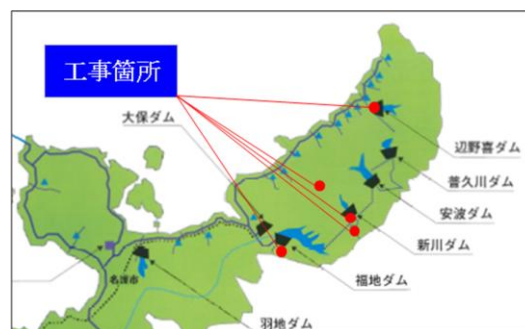 工事箇所
大保ダム
辺野喜ダム
普久川ダム
安波ダム
新川ダム
福地ダム
名護市
羽地ダム